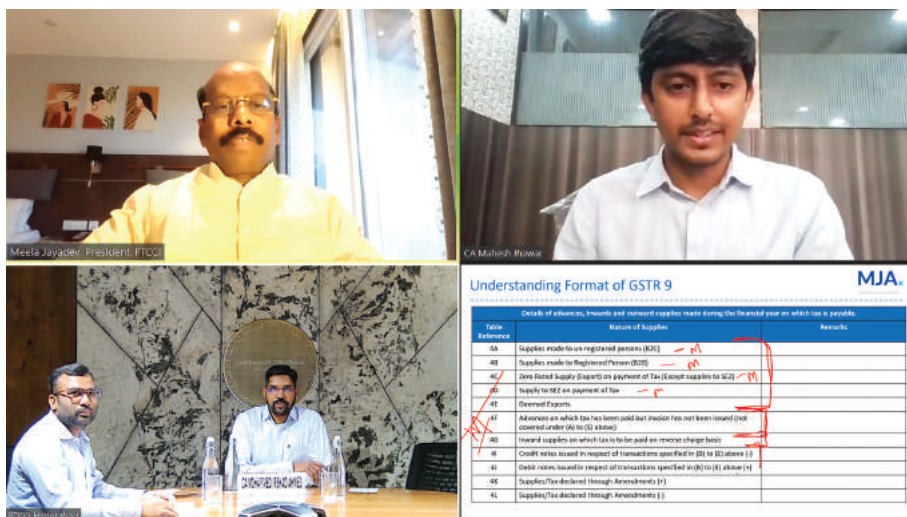 Meela Jayadev, President, FTCCI
CA Mahesh Jhawar
Understanding Format of GSTR 9
MJA
Details of advances, inwards and outward supplies made during the financial year on which tax is payable.
Table Reference
Nature of Supplies
Remarks
4A
Supplies made to un registered persons (B2C)
4B
Supplies made to Registered Person (B2B)
4C
Zero Rated Supply (Export) on payment of Tax (Except supplies to SEZ)
4D
Supply to SEZ on payment of Tax
4E
Deemed Exports
4F
Advances on which tax has been paid but invoice has not been issued (not
covered under (A) to (E) above)
4G
Inward supplies on which tax is to be paid on reverse charge basis
4I
Credit notes issued in respect of transactions specified in (B) to (E) above (-)
4J
Debit notes issued in respect of transactions specified in (B) to (E) above (+)
4K
Supplies/Tax declared through Amendments (+)
4L
Supplies/Tax declared through Amendments (-)
M
M
M
M